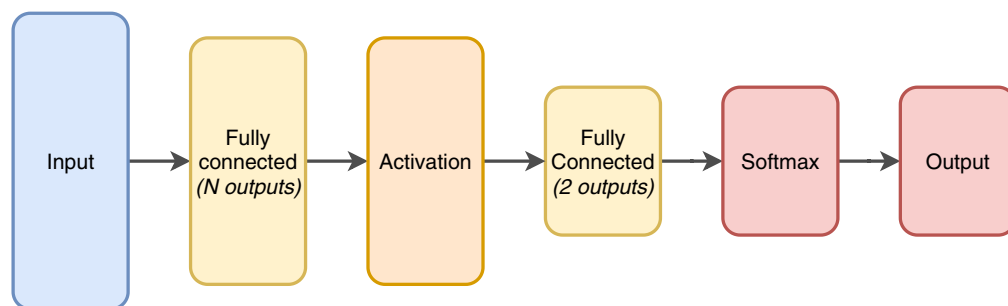 Input
Fully
connected
(N outputs)
Activation
Fully
Connected
(2 outputs)
Softmax
Output